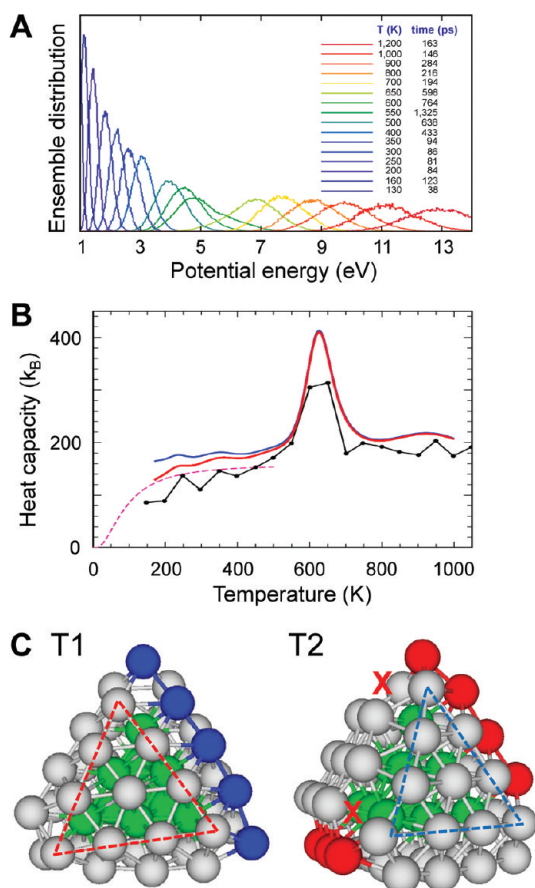 A
Ensemble distribution
T (K) time (ps)
1,200 163
1,000 146
900 284
800 216
700 194
650 596
600 764
550 1,325
500 638
400 433
350 94
300 86
250 81
200 84
160 123
130 38
1 3 5 7 9 11 13
Potential energy (eV)
B
Heat capacity (kB)
400
200
0
0 200 400 600 800 1000
Temperature (K)
C T1 T2
X
X